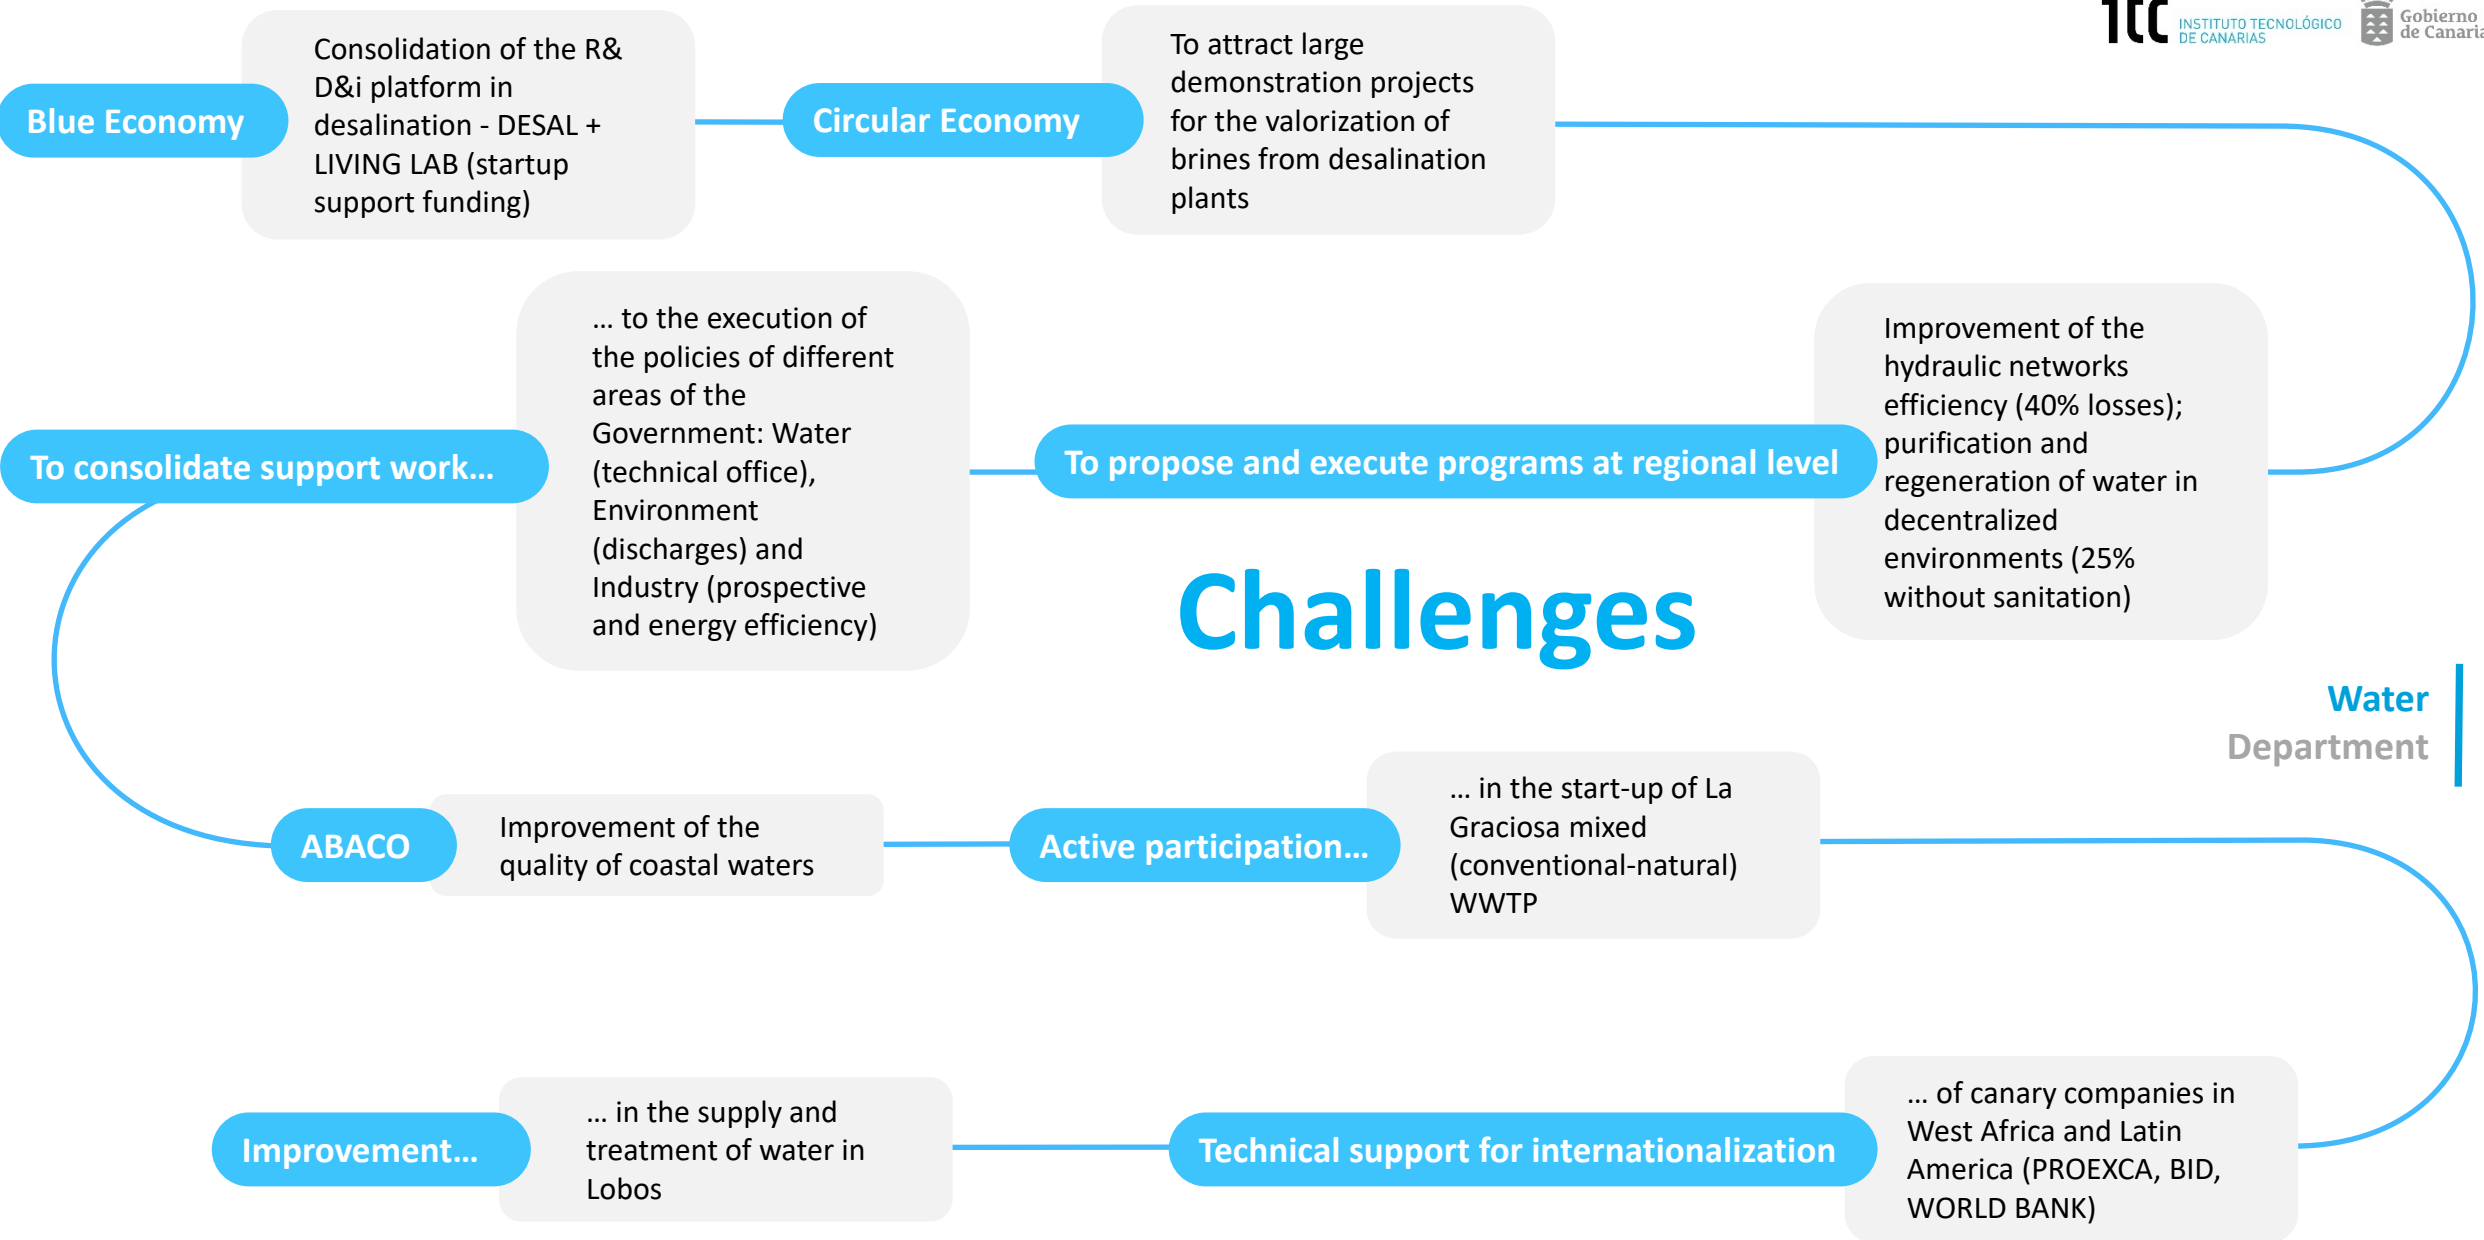 ITC INSTITUTO TECNOLÓGICO
DE CANARIAS
Gobierno
de Canaria
Blue Economy
Consolidation of the R&
D&i platform in
desalination - DESAL +
LIVING LAB (startup
support funding)
Circular Economy
To attract large
demonstration projects
for the valorization of
brines from desalination
plants
To propose and execute programs at regional level
Improvement of the
hydraulic networks
efficiency (40% losses);
purification and
regeneration of water in
decentralized
environments (25%
without sanitation)
To consolidate support work...
... to the execution of
the policies of different
areas of the
Government: Water
(technical office),
Environment
(discharges) and
Industry (prospective
and energy efficiency)
Challenges
Water
Department
ABACO
Improvement of the
quality of coastal waters
Active participation...
... in the start-up of La
Graciosa mixed
(conventional-natural)
WWTP
Technical support for internationalization
... of canary companies in
West Africa and Latin
America (PROEXCA, BID,
WORLD BANK)
Improvement...
... in the supply and
treatment of water in
Lobos